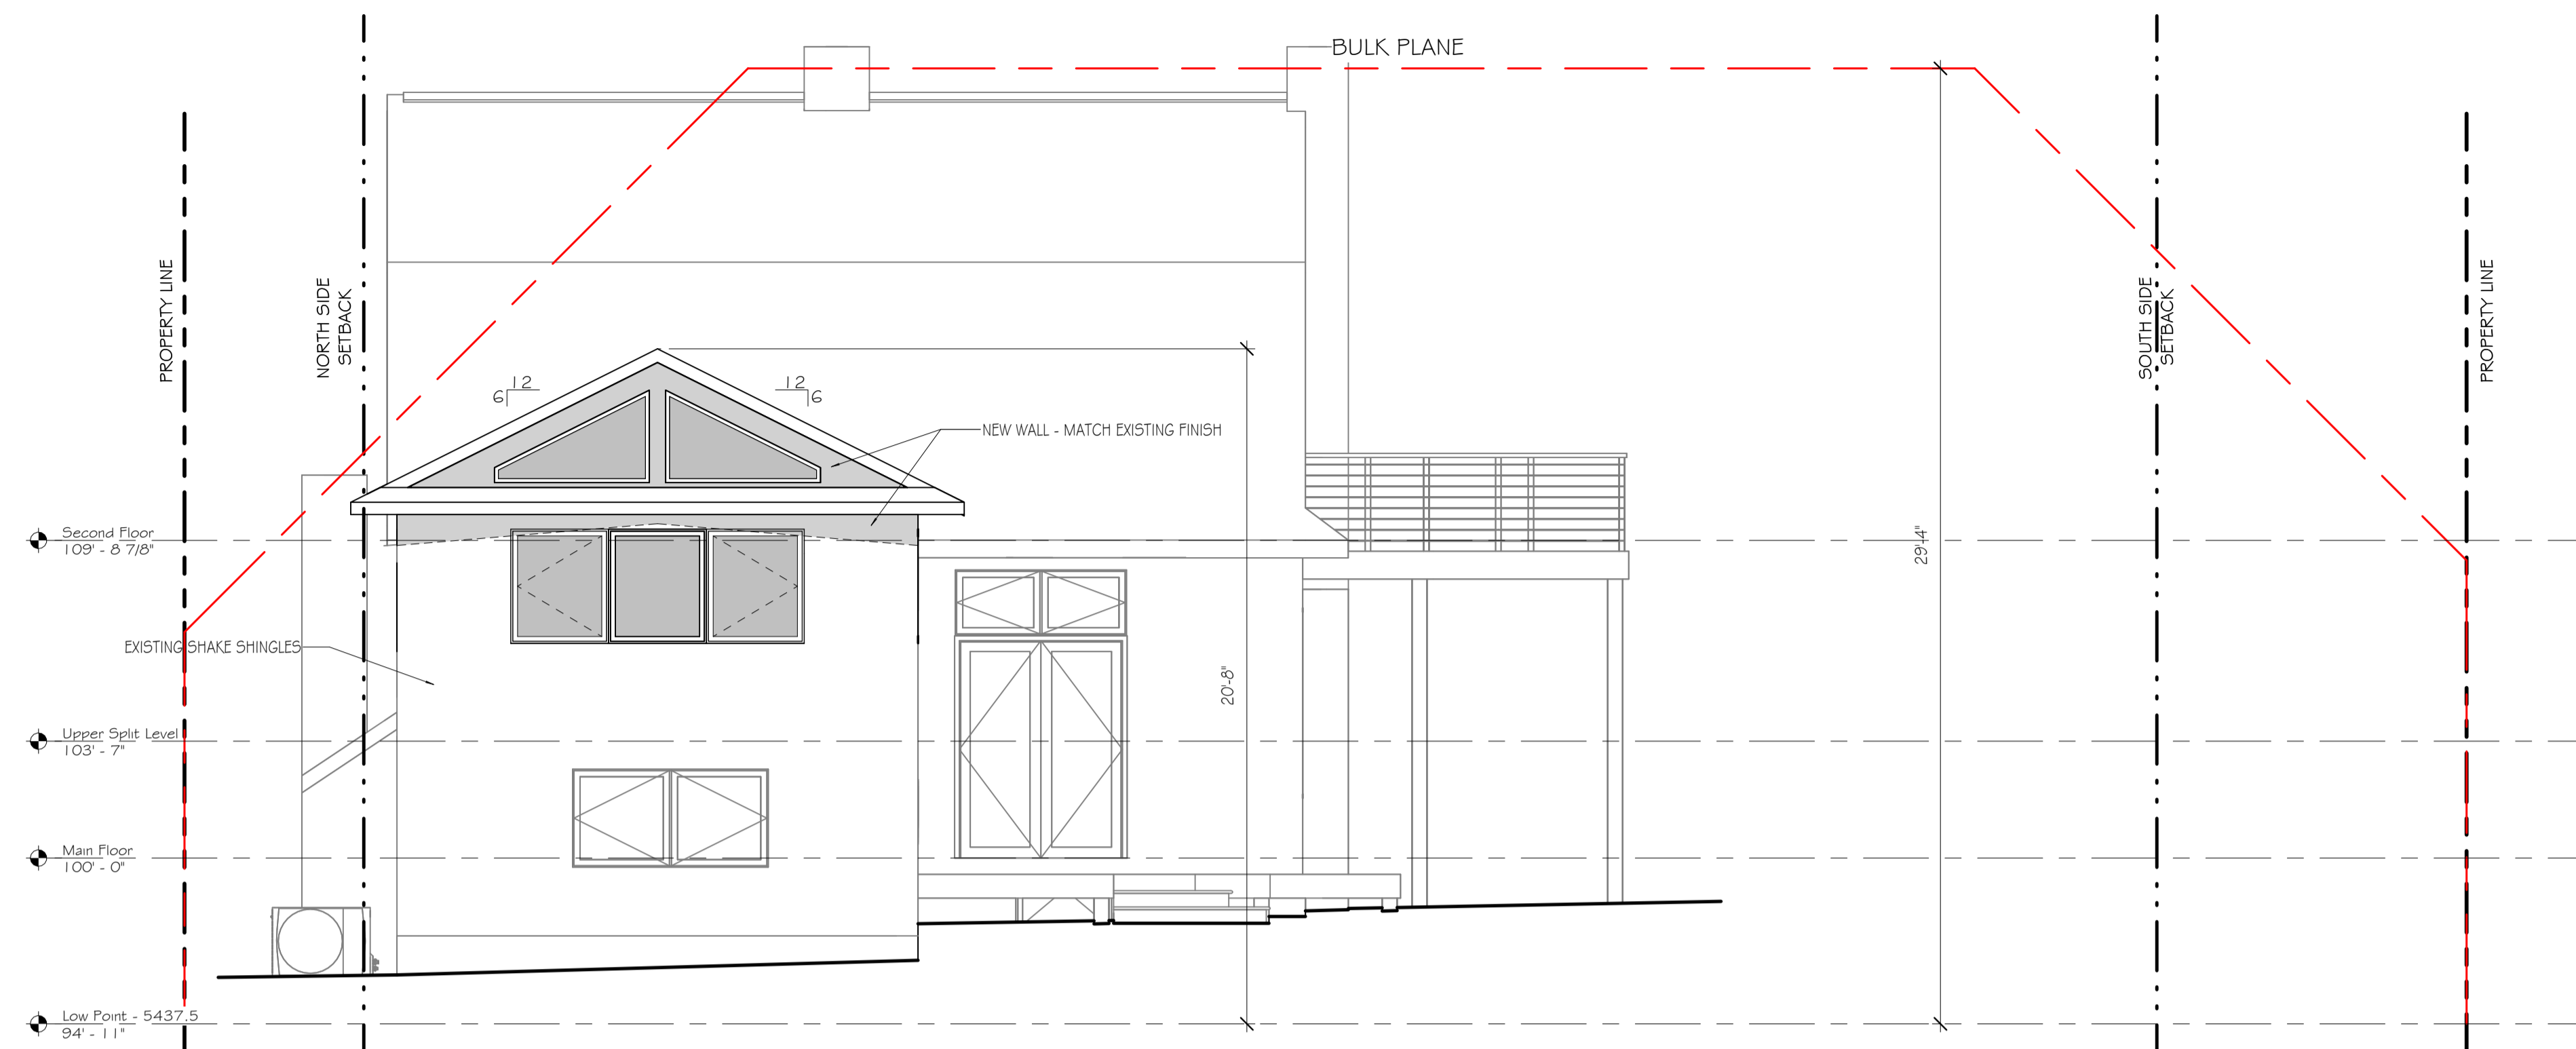 BULK PLANE
PROPERTY LINE
NORTH SIDE
SETBACK
SOUTH SIDE
SETBACK
PROPERTY LINE
12
6
12
6
NEW WALL - MATCH EXISTING FINISH
Second Floor
109' - 8 7/8"
29'-4"
EXISTING SHAKE SHINGLES
20'-8"
Upper Split Level
103' - 7"
Main Floor
100' - 0"
Low Point - 5437.5
94' - 11"